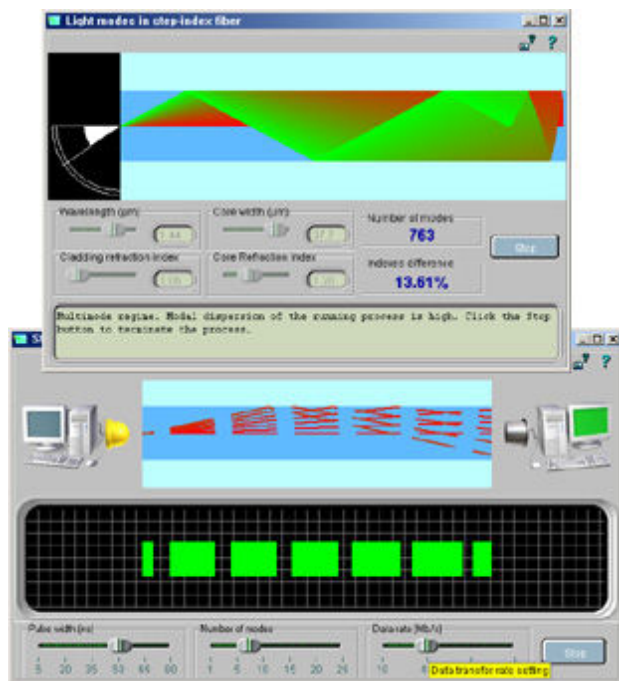 Light modes in step-index fiber
?
Wavelength (µm)
Core width (µm)
Number of modes
763
Stop
Cladding refraction index
Core Refraction index
Indexes difference
13.61%
Multimode regime. Modal dispersion of the running process is high. Click the Stop
button to terminate the process.
?
Pulse width (ns)
Number of modes
Data rate (Mb/s)
Stop
5 20 35 50 65 80
1 5 10 15 20 25
10
Data transfer rate setting